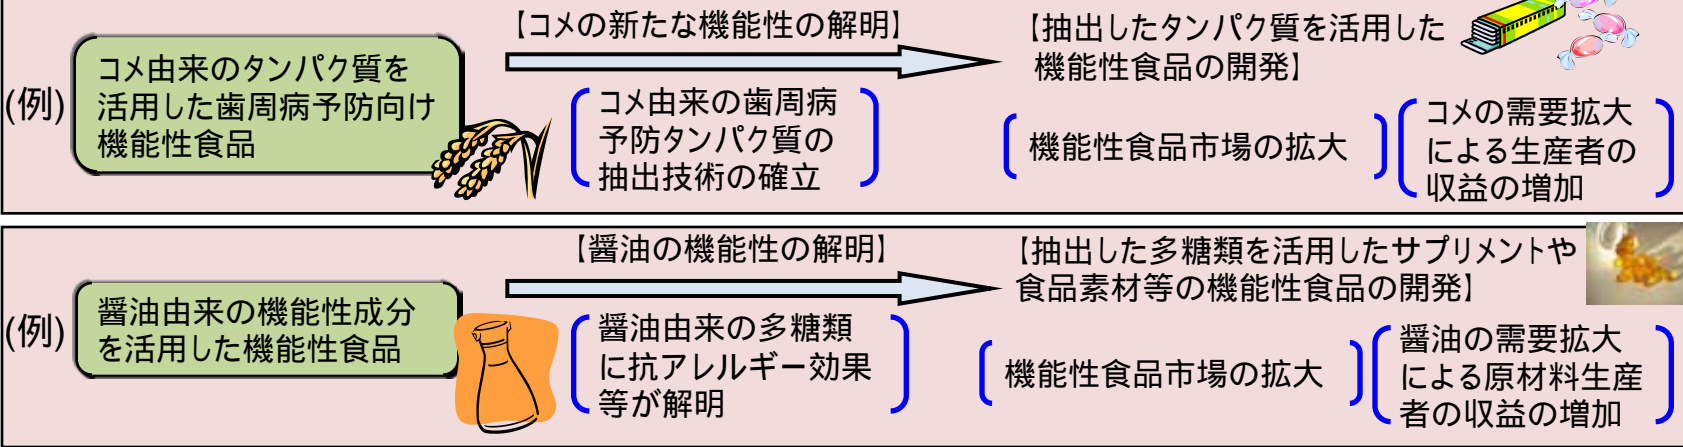 (例)
コメ由来のタンパク質を
活用した歯周病予防向け
機能性食品
【コメの新たな機能性の解明】
コメ由来の歯周病
予防タンパク質の
抽出技術の確立
【抽出したタンパク質を活用した
機能性食品の開発】
機能性食品市場の拡大
コメの需要拡大
による生産者の
収益の増加
(例)
醤油由来の機能性成分
を活用した機能性食品
【醤油の機能性の解明】
醤油由来の多糖類
に抗アレルギー効果
等が解明
【抽出した多糖類を活用したサプリメントや
食品素材等の機能性食品の開発】
機能性食品市場の拡大
醤油の需要拡大
による原材料生産
者の収益の増加